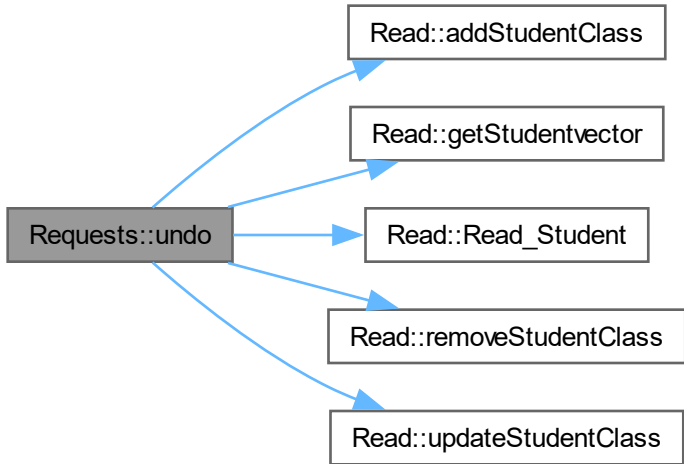 Read::addStudentClass
Read::getStudentvector
Requests::undo
Read::Read_Student
Read::removeStudentClass
Read::updateStudentClass